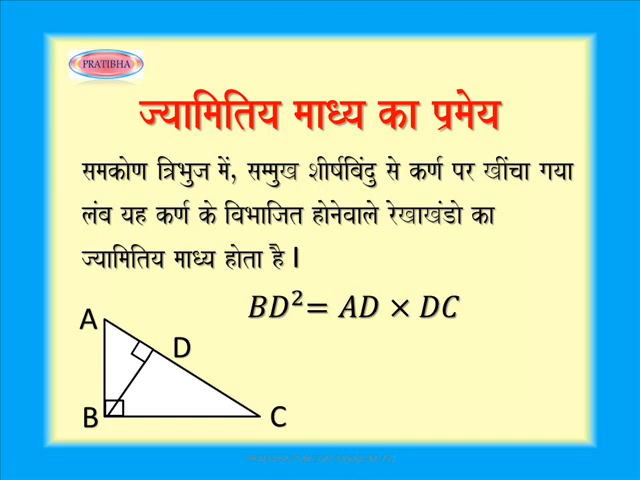 PRATIBHA
ज्यामितिय माध्य का प्रमेय
समकोण त्रिभुज में, सम्मुख शीर्षबिंदु से कर्ण पर खींचा गया
लंब यह कर्ण के विभाजित होनेवाले रेखाखंडो का
ज्यामितिय माध्य होता है I
BD²= AD × DC
A
D
B
C